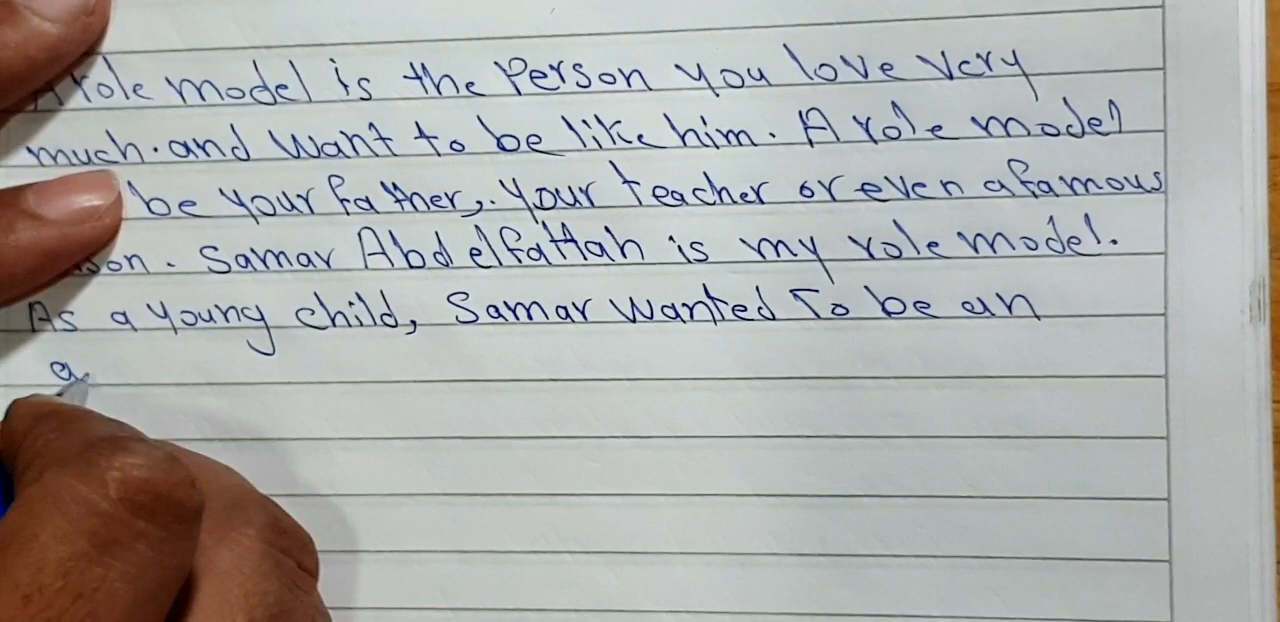 A role model is the Person you love very
much. and want to be like him. A role model
be your father,. your teacher or even a famous
son. Samar Abdelfattah is my role model.
As a young child, Samar wanted To be an
a